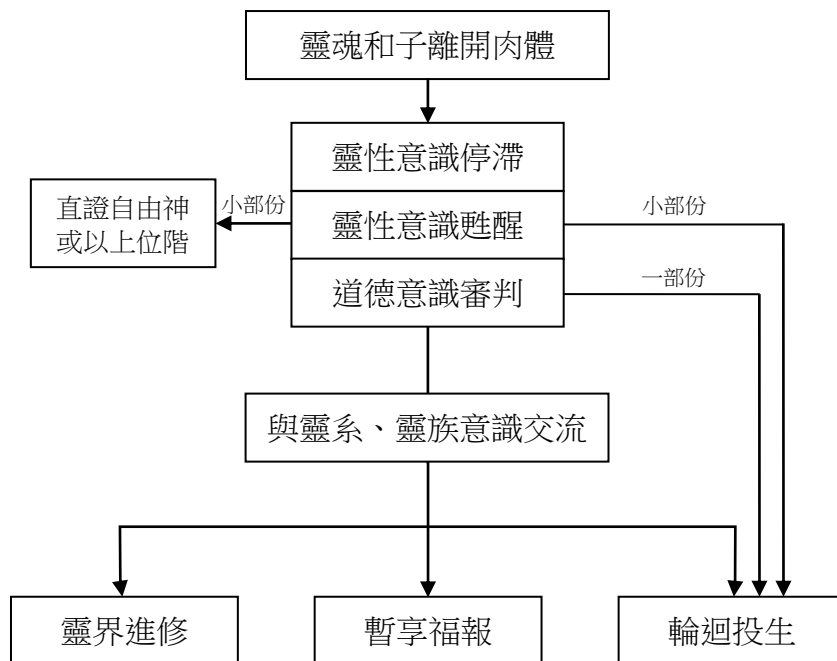 靈魂和子離開肉體
靈性意識停滯
直證自由神
或以上位階
小部份
靈性意識甦醒
小部份
道德意識審判
一部份
與靈系、靈族意識交流
靈界進修
暫享福報
輪迴投生